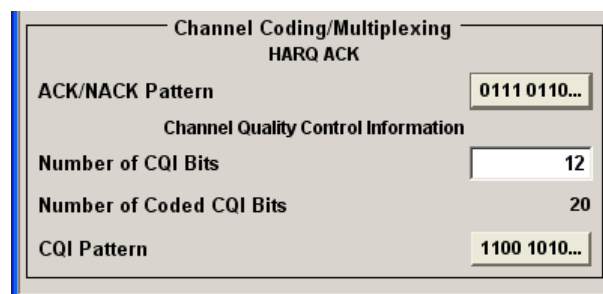 Channel Coding/Multiplexing
HARQ ACK
ACK/NACK Pattern 0111 0110...
Channel Quality Control Information
Number of CQI Bits 12
Number of Coded CQI Bits 20
CQI Pattern 1100 1010...